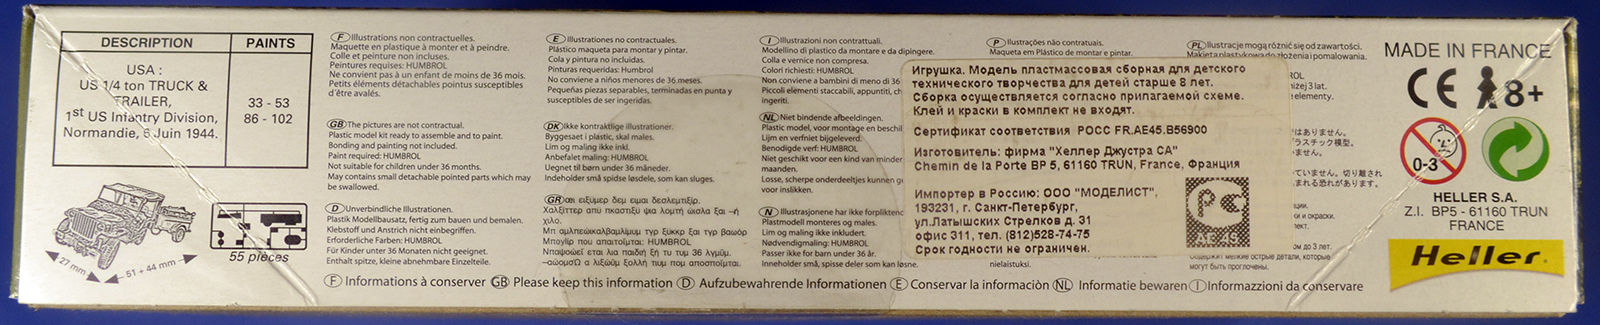 DESCRIPTION
PAINTS
USA :
US 1/4 ton TRUCK &
TRAILER,
1st US Infantry Division,
Normandie, 6 Juin 1944.
33 - 53
86 - 102
27 mm
51 + 44 mm
55 pièces
F Illustrations non contractuelles.
Maquette en plastique à monter et à peindre.
Colle et peinture non incluses.
Peintures requises: HUMBROL
Ne convient pas à un enfant de moins de 36 mois.
Petits éléments détachables pointus susceptibles
d'être avalés.
GB The pictures are not contractual.
Plastic model kit ready to assemble and to paint.
Bonding and painting not included.
Paint required: HUMBROL
Not suitable for children under 36 months.
May contains small detachable pointed parts which may
be swallowed.
D Unverbindliche Illustrationen.
Plastik Modellbausatz, fertig zum bauen und bemalen.
Klebstoff und Anstrich nicht einbegriffen.
Erforderliche Farben: HUMBROL
Für Kinder unter 36 Monaten nicht geeignet.
Enthalt spitze, kleine abnehmbare Einzelteile.
E Illustrationes no contractuales.
Plástico maqueta para montar y pintar.
Cola y pintura no incluidas.
Pinturas requeridas: Humbrol
No conviene a niños menores de 36 meses.
Pequeñas piezas separables, terminadas en punta y
susceptibles de ser ingeridas.
DK Ikke kontraktlige illustrationer.
Byggesæt i plastic, skal males.
Lim og maling ikke inkl.
Anbefalet maling: HUMBROL
Uegnet til børn under 36 måneder.
Indeholder små spidse løsdele, som kan sluges.
GR
I Illustrazioni non contrattuali.
Modellino di plastico da montare e da dipingere.
Colla e vernice non compresa.
Colori richiesti: HUMBROL
Non conviene a bambini di meno di 36
Piccoli elementi staccabili, appuntiti, ch
ingeriti.
NL Niet bindende afbeeldingen.
Plastic model, voor montage en beschil
Lijm en verf niet bijgeleverd.
Benodigde verf: HUMBROL
Niet geschikt voor een kind van minder
maanden.
Losse, scherpe onderdeeltjes kunnen g
voor inslikken.
N Illustrasjonene har ikke forpliktenc
Plastmodell monteres og males.
Lim og maling ikke inkludert.
Nødvendigmaling: HUMBROL
Passer ikke for barn under 36 år.
Inneholder små, spisse deler som kan løsne.
P Ilustrações não contratuais.
Maqueta em Plástico de montar e pintar.
PL Ilustracje mogą różnić się od zawartości.
Makieta plastikowa do złożenia i pomalowania.
Игрушка. Модель пластмассовая сборная для детского
технического творчества для детей старше 8 лет.
Сборка осуществляется согласно прилагаемой схеме.
Клей и краски в комплект не входят.
Сертификат соответствия РОСС FR.АЕ45.В56900
Изготовитель: фирма "Хеллер Джустра СА"
Chemin de la Porte BP 5, 61160 TRUN, France, Франция
Импортер в Россию: ООО "МОДЕЛИСТ",
193231, г. Санкт-Петербург,
ул.Латышских Стрелков д. 31
офис 311, тел. (812)528-74-75
Срок годности не ограничен.
могут быть проглочены.
F Informations à conserver GB Please keep this information D Aufzubewahrende Informationen E Conservar la informaciòn NL Informatie bewaren I Informazzioni da conservare
MADE IN FRANCE
CE 8+
0-3
HELLER S.A.
Z.I. BP5 - 61160 TRUN
FRANCE
Heller